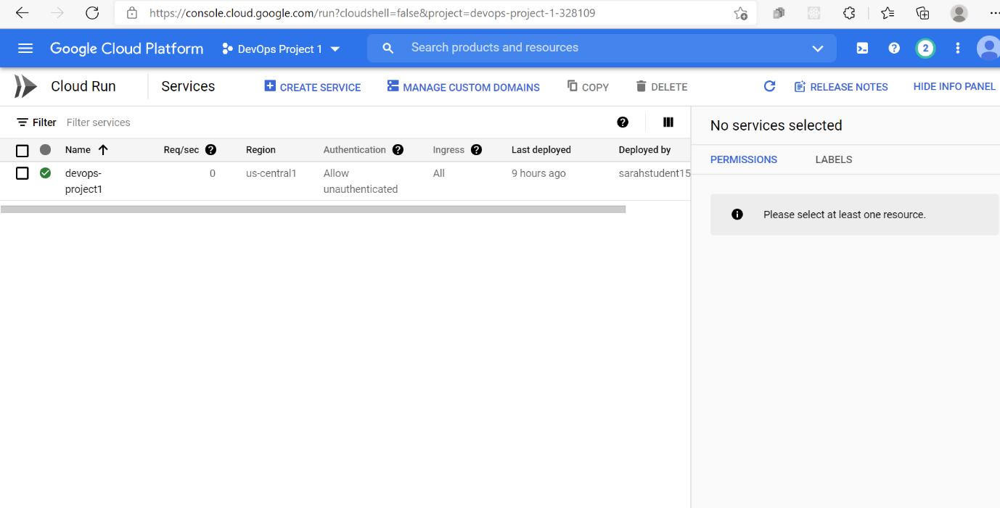 https://console.cloud.google.com/run?cloudshell=false&project=devops-project-1-328109
Google Cloud Platform DevOps Project 1 Search products and resources 2
Cloud Run Services CREATE SERVICE MANAGE CUSTOM DOMAINS COPY DELETE RELEASE NOTES HIDE INFO PANEL
Filter Filter services
Name Req/sec Region Authentication Ingress Last deployed Deployed by
devops- 0 us-central1 Allow All 9 hours ago sarahstudent15
project1 unauthenticated
No services selected
PERMISSIONS LABELS
Please select at least one resource.